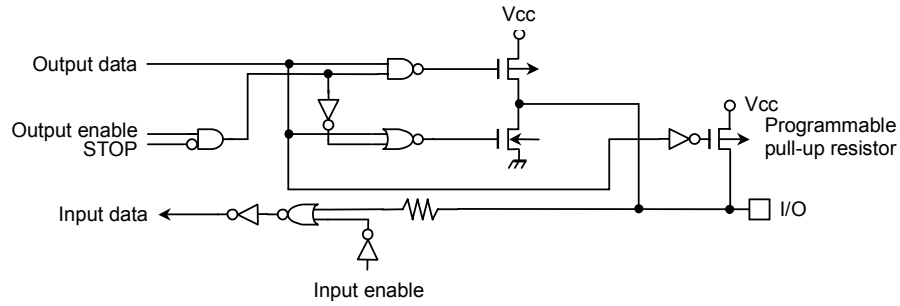 Vcc
Output data
Vcc
Output enable
STOP
Programmable
pull-up resistor
Input data
I/O
Input enable